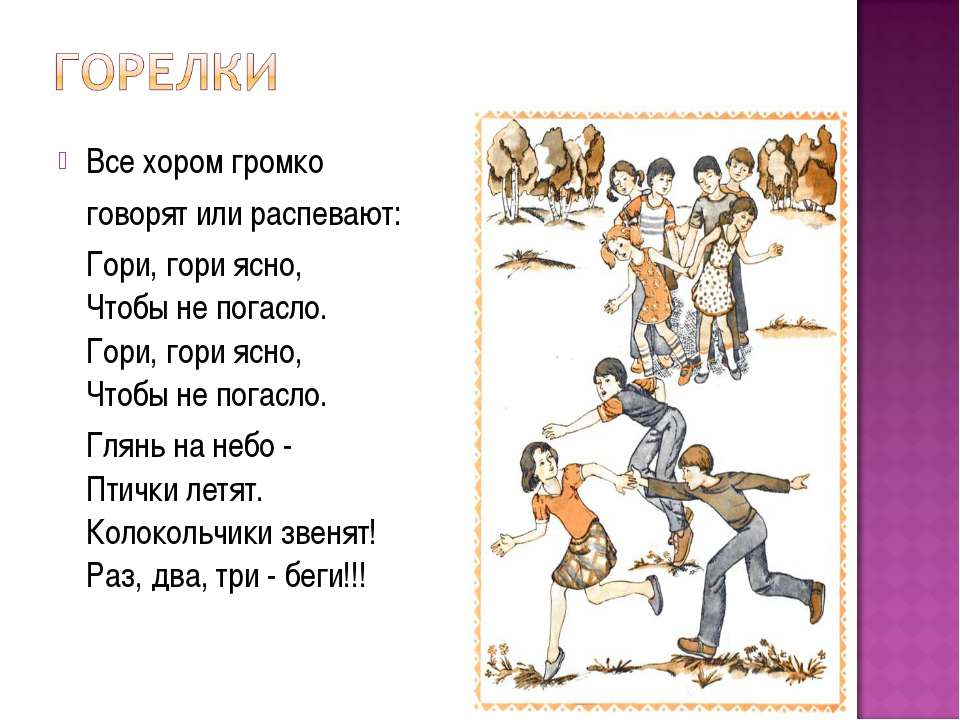 ГОРЕЛКИ
Все хором громко
говорят или распевают:
Гори, гори ясно,
Чтобы не погасло.
Гори, гори ясно,
Чтобы не погасло.
Глянь на небо -
Птички летят.
Колокольчики звенят!
Раз, два, три - беги!!!